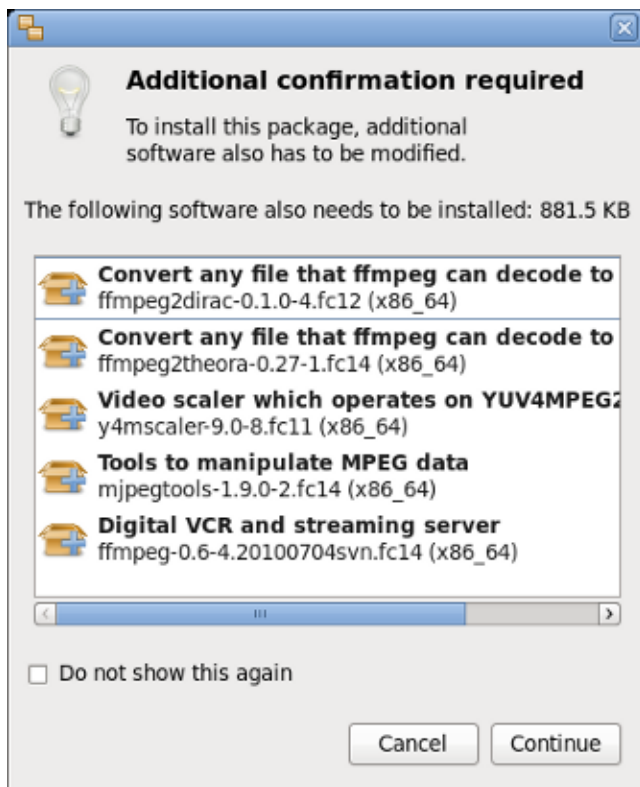 Additional confirmation required
To install this package, additional
software also has to be modified.
The following software also needs to be installed: 881.5 KB
Convert any file that ffmpeg can decode to
ffmpeg2dirac-0.1.0-4.fc12 (x86_64)
Convert any file that ffmpeg can decode to
ffmpeg2theora-0.27-1.fc14 (x86_64)
Video scaler which operates on YUV4MPEG2
y4mscaler-9.0-8.fc11 (x86_64)
Tools to manipulate MPEG data
mjpegtools-1.9.0-2.fc14 (x86_64)
Digital VCR and streaming server
ffmpeg-0.6-4.20100704svn.fc14 (x86_64)
Do not show this again
Cancel Continue